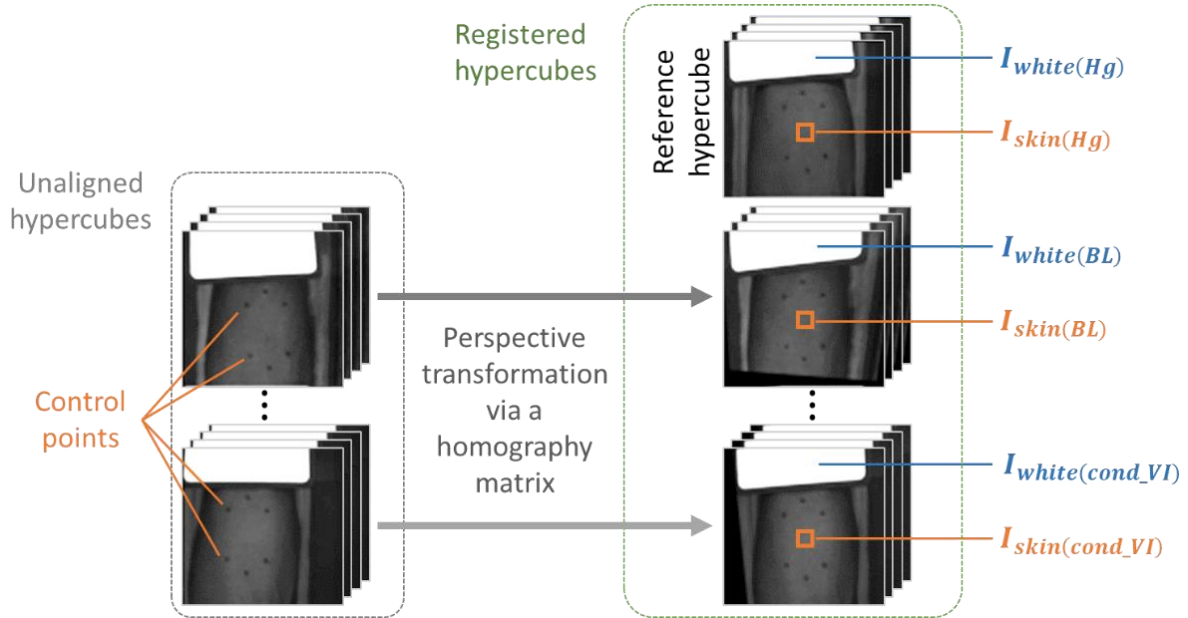 Registered
hypercubes
Reference
hypercube
I_white(Hg)
I_skin(Hg)
Unaligned
hypercubes
I_white(BL)
I_skin(BL)
Perspective
transformation
via a
homography
matrix
Control
points
I_white(cond_VI)
I_skin(cond_VI)